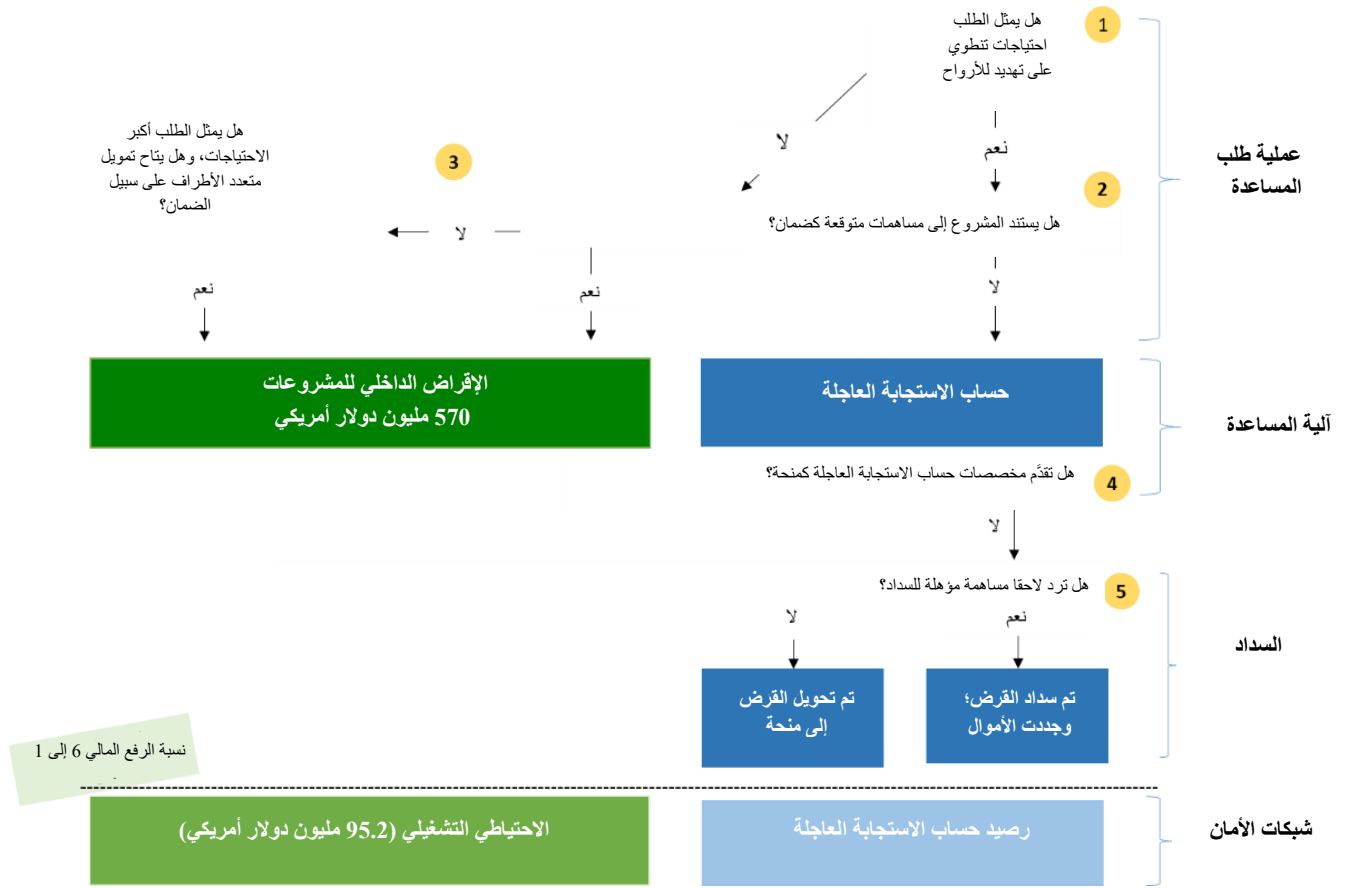 هل يمثل الطلب
احتياجات تنطوي
على تهديد للأرواح
1
نعم
لا
عملية طلب
المساعدة
2
هل يستند المشروع إلى مساهمات متوقعة كضمان؟
لا
3
هل يمثل الطلب أكبر
الاحتياجات، وهل يتاح تمويل
متعدد الأطراف على سبيل
الضمان؟
لا
نعم
نعم
حساب الاستجابة العاجلة
الإقراض الداخلي للمشروعات
570 مليون دولار أمريكي
آلية المساعدة
4
هل تقدَّم مخصصات حساب الاستجابة العاجلة كمنحة؟
لا
5
هل ترد لاحقا مساهمة مؤهلة للسداد؟
نعم
لا
السداد
تم سداد القرض؛
وجددت الأموال
تم تحويل القرض
إلى منحة
نسبة الرفع المالي 6 إلى 1
شبكات الأمان
رصيد حساب الاستجابة العاجلة
الاحتياطي التشغيلي (95.2 مليون دولار أمريكي)